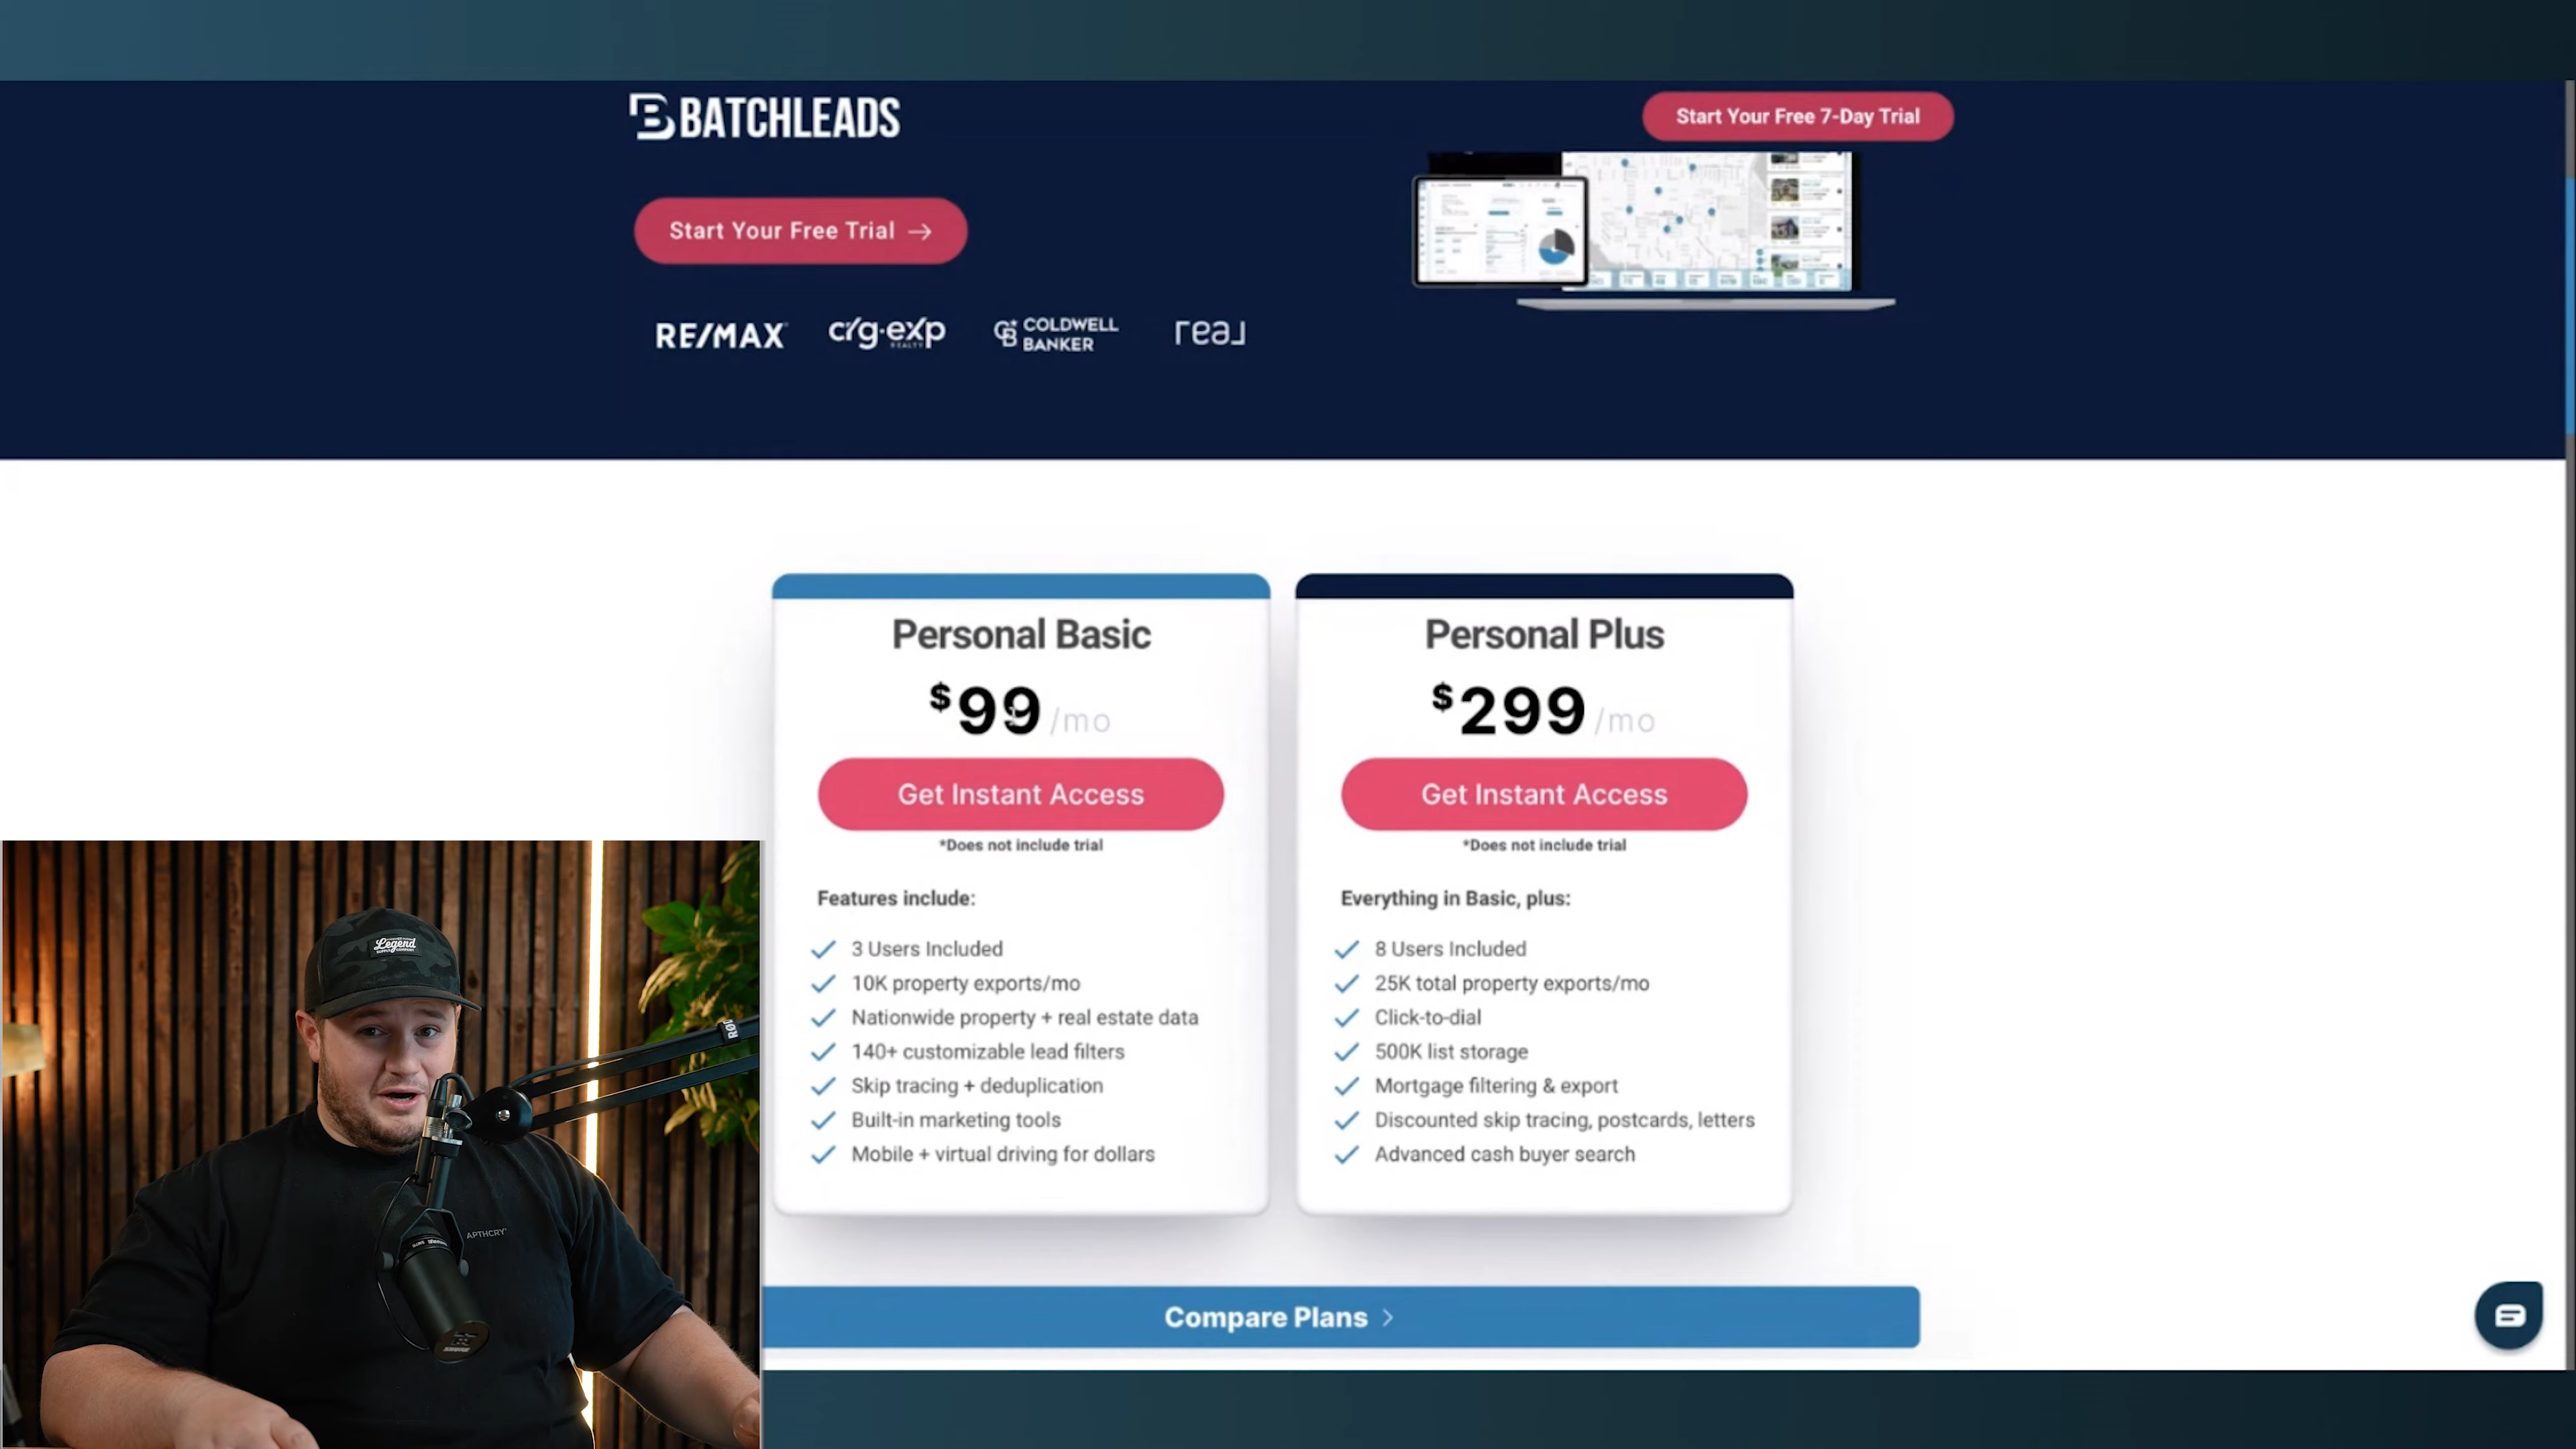 BATCHLEADS
Start Your Free 7-Day Trial
Start Your Free Trial →
RE/MAX
COLDWELL
BANKER
real
Personal Basic
$99/mo
Get Instant Access
*Does not include trial
Features include:
3 Users Included
10K property exports/mo
Nationwide property + real estate data
140+ customizable lead filters
Skip tracing + deduplication
Built-in marketing tools
Mobile + virtual driving for dollars
Personal Plus
$299/mo
Get Instant Access
*Does not include trial
Everything in Basic, plus:
8 Users Included
25K total property exports/mo
Click-to-dial
500K list storage
Mortgage filtering & export
Discounted skip tracing, postcards, letters
Advanced cash buyer search
Compare Plans >
Legend
RØD
APTHCRY